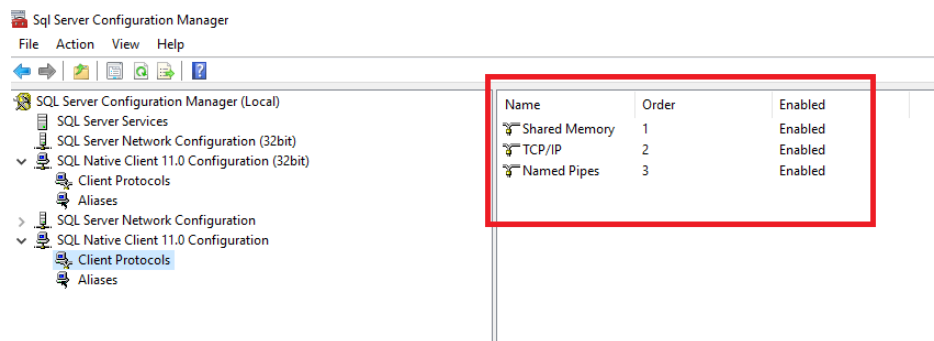 Sql Server Configuration Manager
File Action View Help
SQL Server Configuration Manager (Local)
SQL Server Services
SQL Server Network Configuration (32bit)
SQL Native Client 11.0 Configuration (32bit)
Client Protocols
Aliases
SQL Server Network Configuration
SQL Native Client 11.0 Configuration
Client Protocols
Aliases
Name Order Enabled
Shared Memory 1 Enabled
TCP/IP 2 Enabled
Named Pipes 3 Enabled